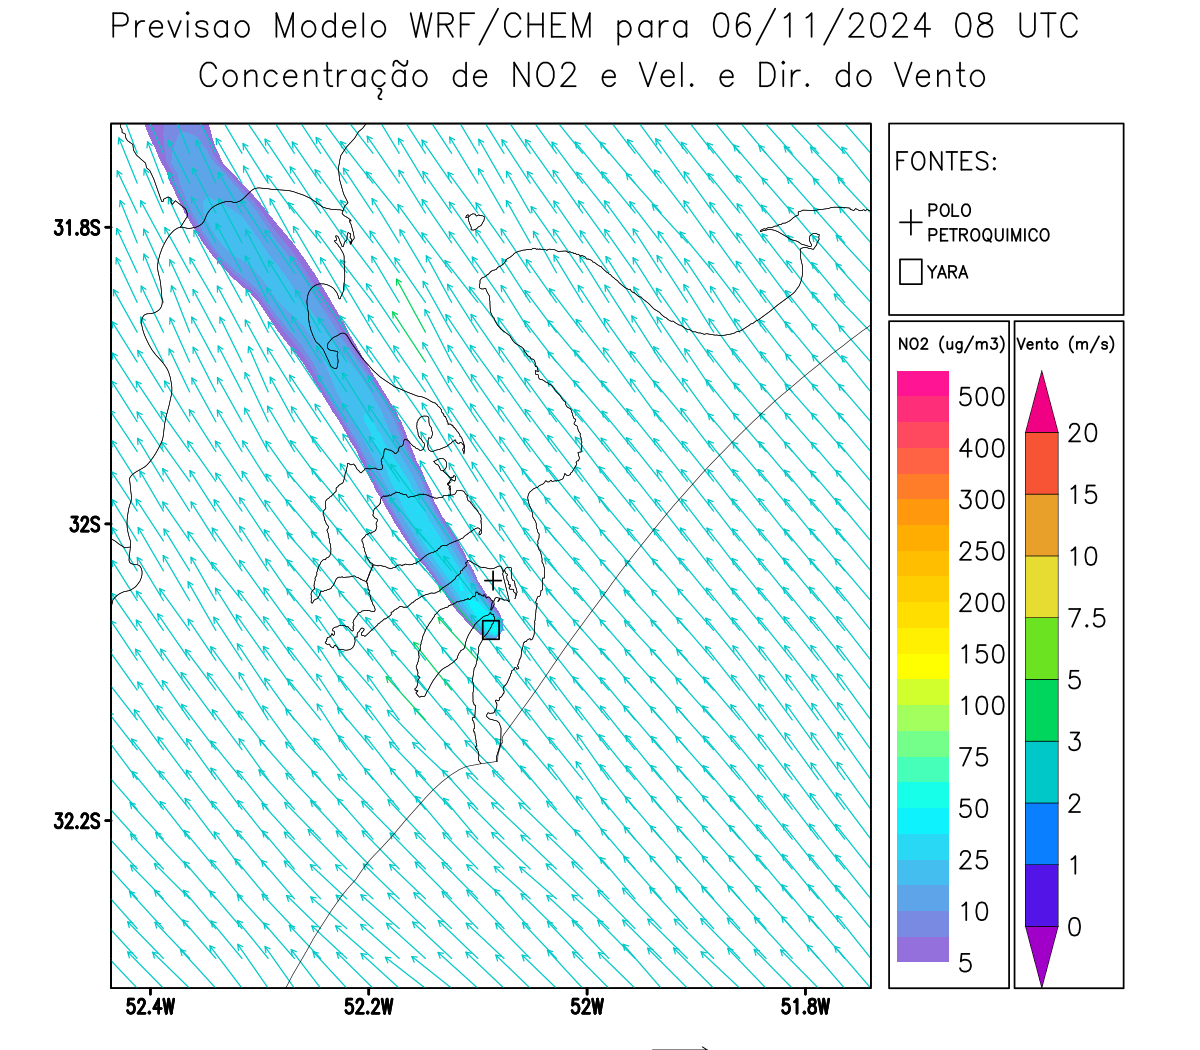 Previsao Modelo WRF/CHEM para 06/11/2024 08 UTC
Concentração de NO2 e Vel. e Dir. do Vento
FONTES:
POLO
PETROQUIMICO
YARA
NO2 (ug/m3)
500
400
300
250
200
150
100
75
50
25
10
5
Vento (m/s)
20
15
10
7.5
5
3
2
1
0
31.8S
32S
32.2S
52.4W
52.2W
52W
51.8W